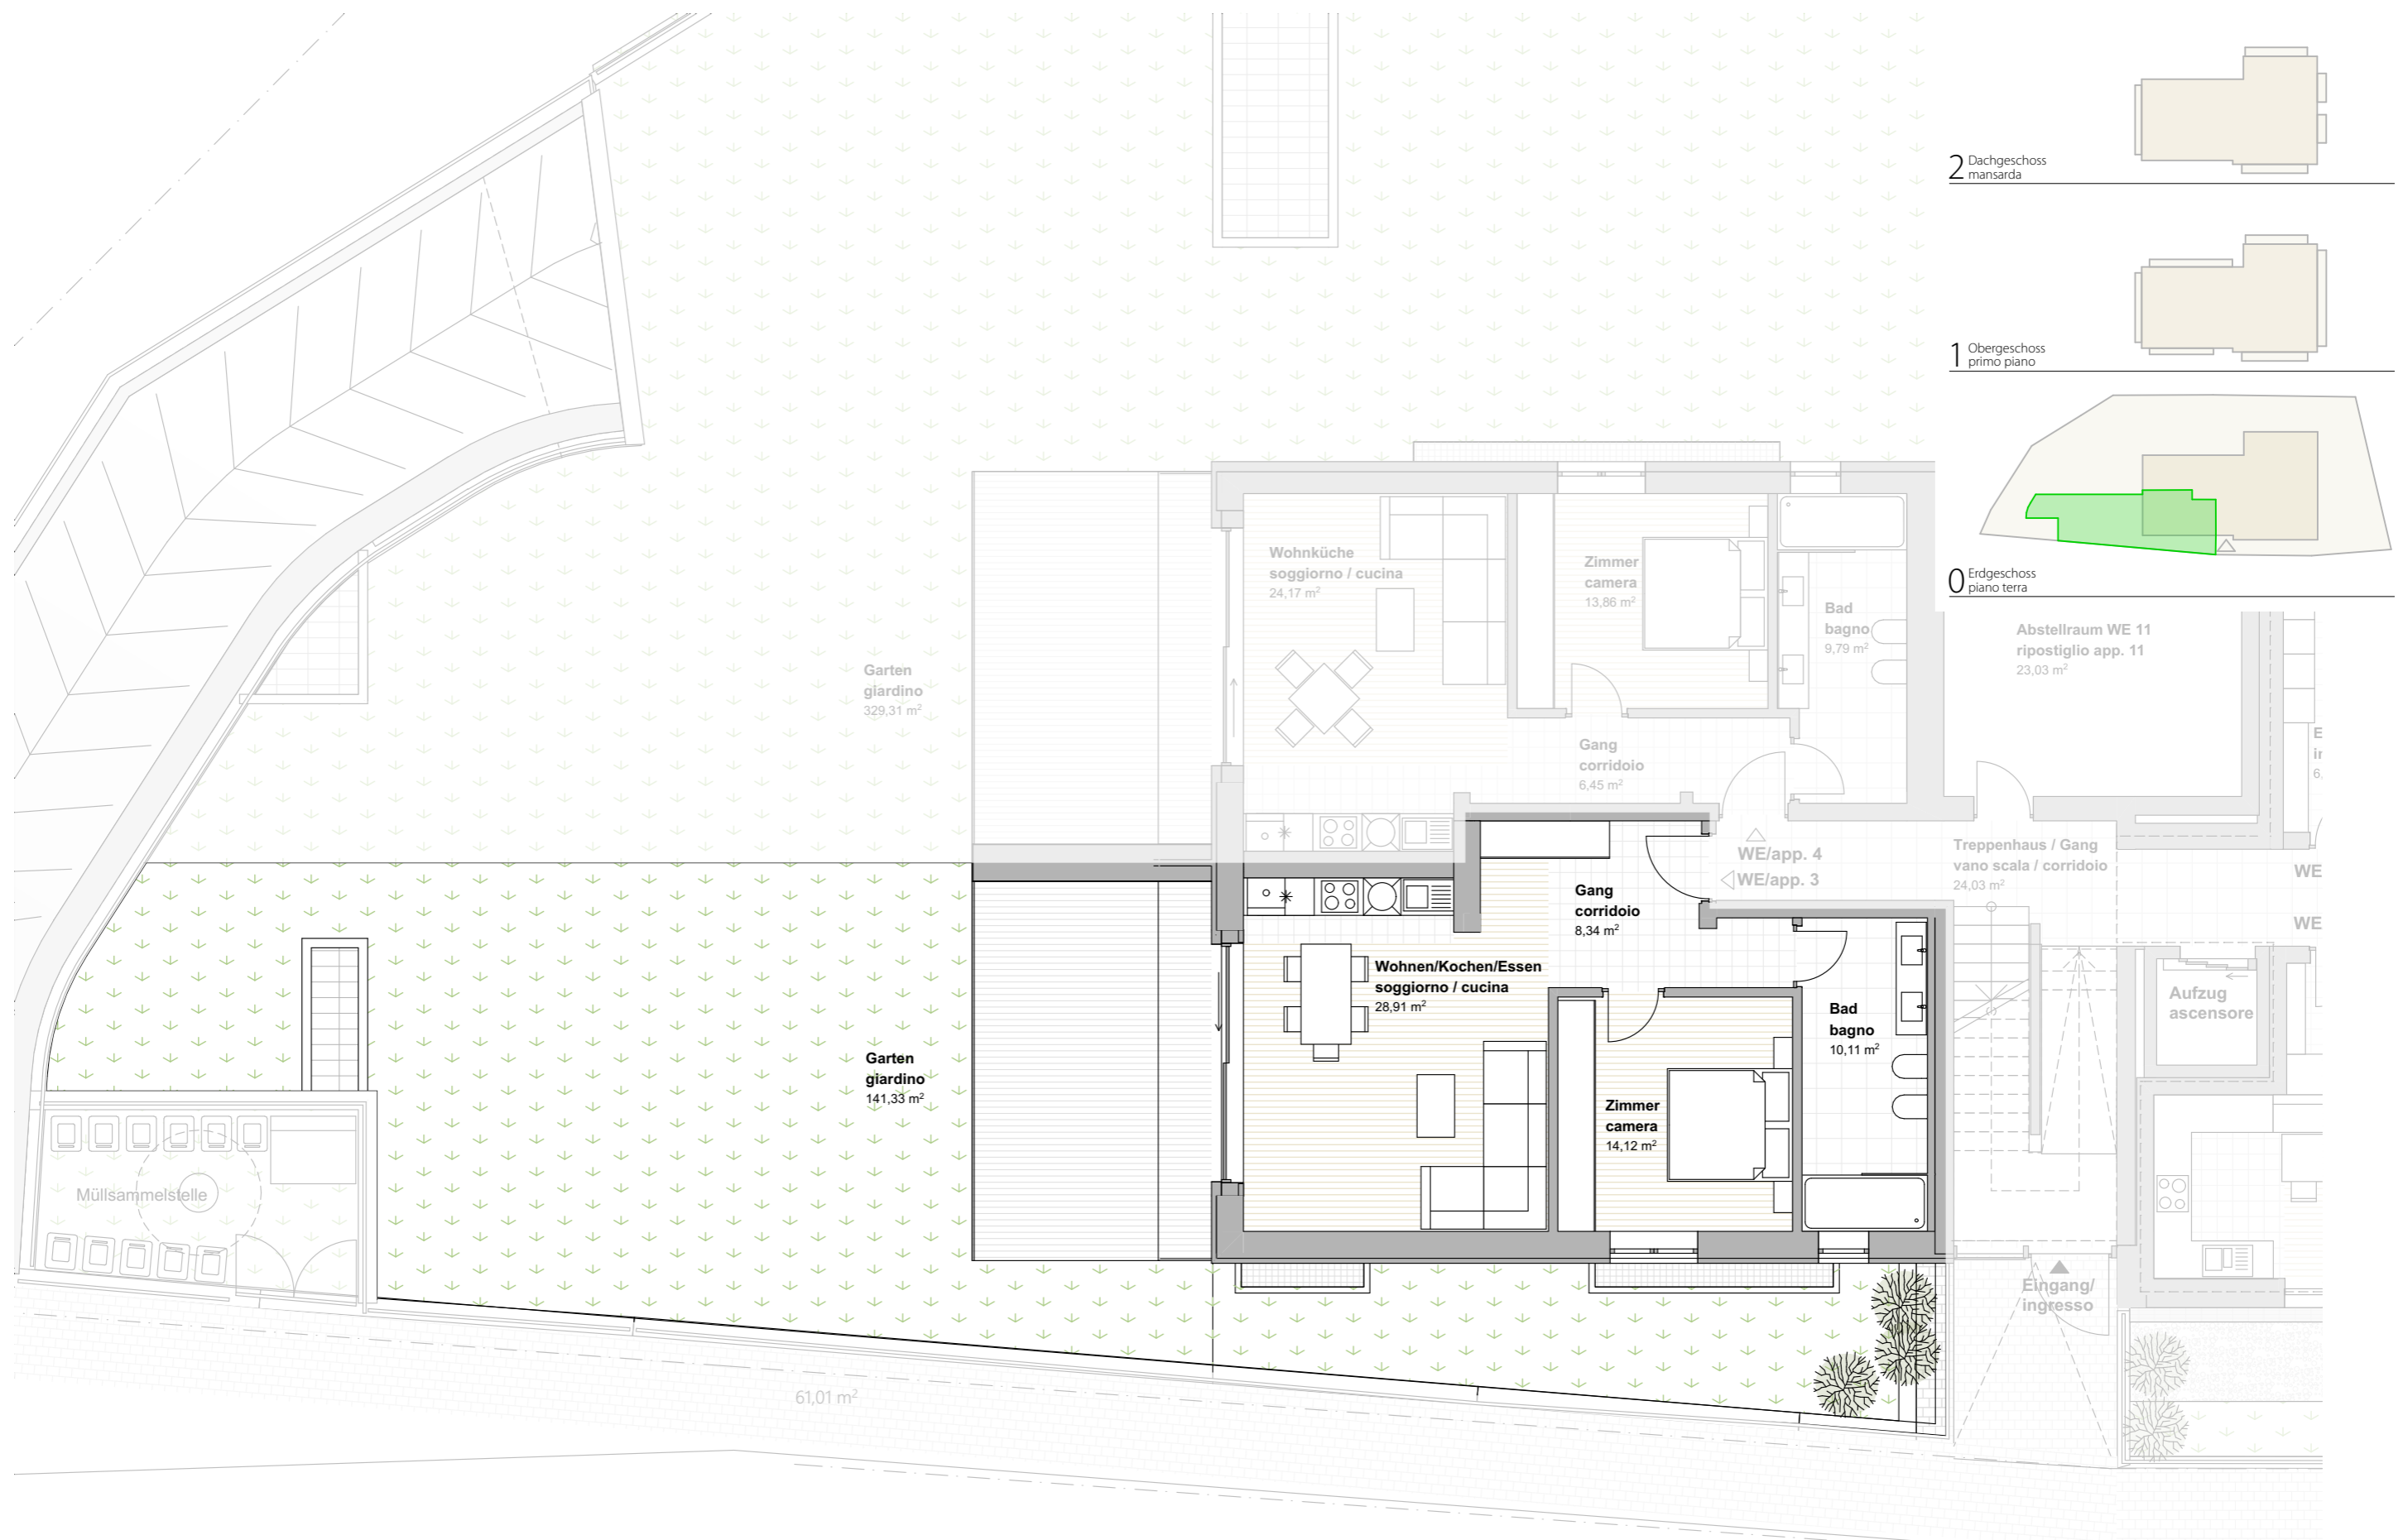 2 Dachgeschoss
mansarda
1 Obergeschoss
primo piano
0 Erdgeschoss
piano terra
Wohnküche
soggiorno / cucina
24,17 m²
Zimmer
camera
13,86 m²
Bad
bagno
9,79 m²
Abstellraum WE 11
ripostiglio app. 11
23,03 m²
Garten
giardino
329,31 m²
Gang
corridoio
6,45 m²
E
6,
WE/app. 4
WE/app. 3
Treppenhaus / Gang
vano scala / corridoio
24,03 m²
WE
WE
Gang
corridoio
8,34 m²
Wohnen/Kochen/Essen
soggiorno / cucina
28,91 m²
Aufzug
ascensore
Bad
bagno
10,11 m²
Garten
giardino
141,33 m²
Zimmer
camera
14,12 m²
Müllsammelstelle
Eingang/
ingresso
61,01 m²